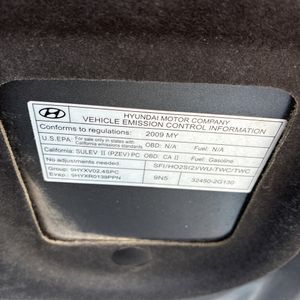 HYUNDAI MOTOR COMPANY
VEHICLE EMISSION CONTROL INFORMATION
Conforms to regulations: 2009 MY
U.S.EPA: For sale only in states with California emissions standards OBD: N/A Fuel: N/A
California: SULEV II (PZEV) PC OBD: CA II Fuel: Gasoline
No adjustments needed. SFI/HO2S(2)/WU-TWC/TWC
Group: 9HYXV02.4SPC
Evap.: 9HYXR0139PPN 9N5 32450-2G130